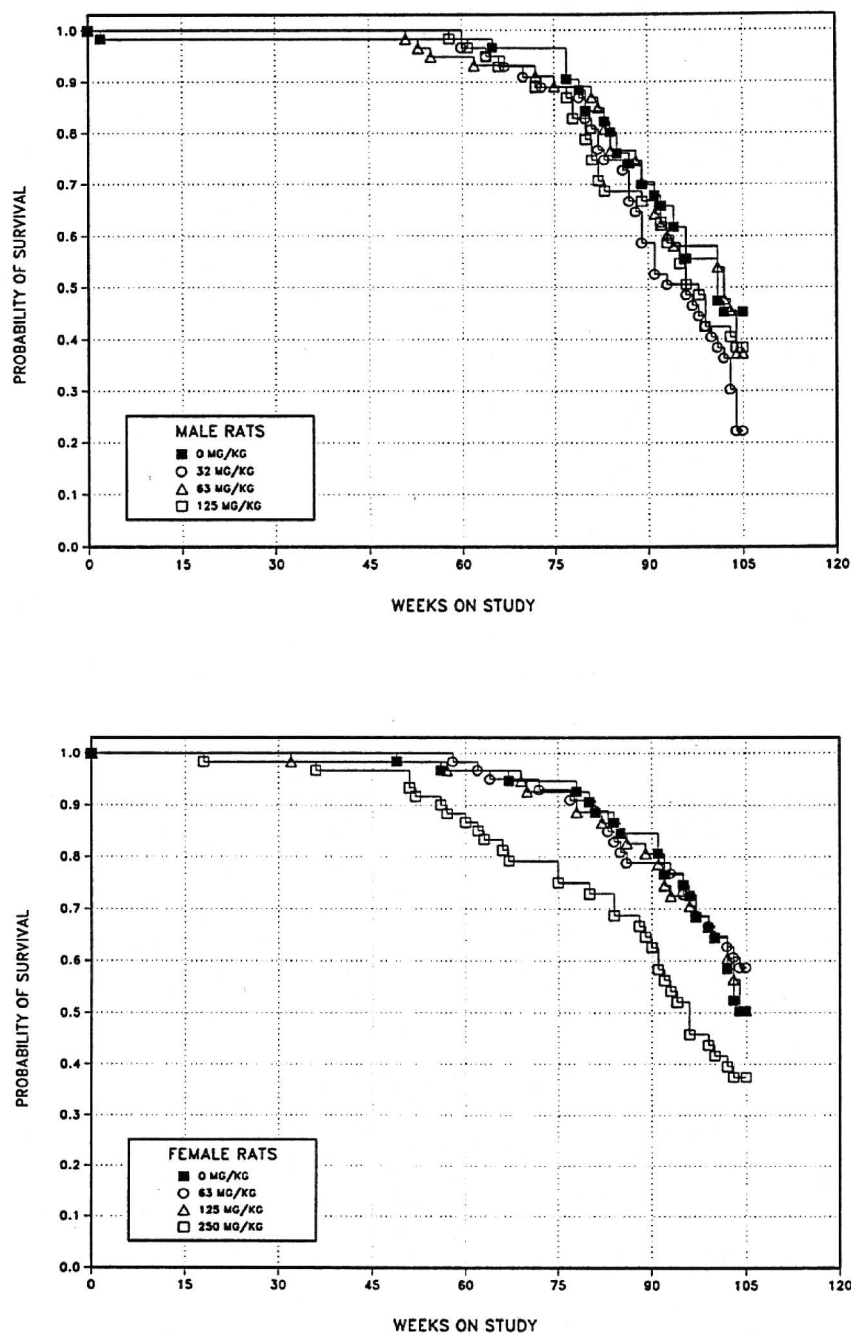 1.0
0.9
0.8
0.7
0.6
0.5
0.4
0.3
0.2
0.1
0.0
PROBABILITY OF SURVIVAL
MALE RATS
0 MG/KG
32 MG/KG
63 MG/KG
125 MG/KG
0 15 30 45 60 75 90 105 120
WEEKS ON STUDY
1.0
0.9
0.8
0.7
0.6
0.5
0.4
0.3
0.2
0.1
0.0
PROBABILITY OF SURVIVAL
FEMALE RATS
0 MG/KG
63 MG/KG
125 MG/KG
250 MG/KG
0 15 30 45 60 75 90 105 120
WEEKS ON STUDY